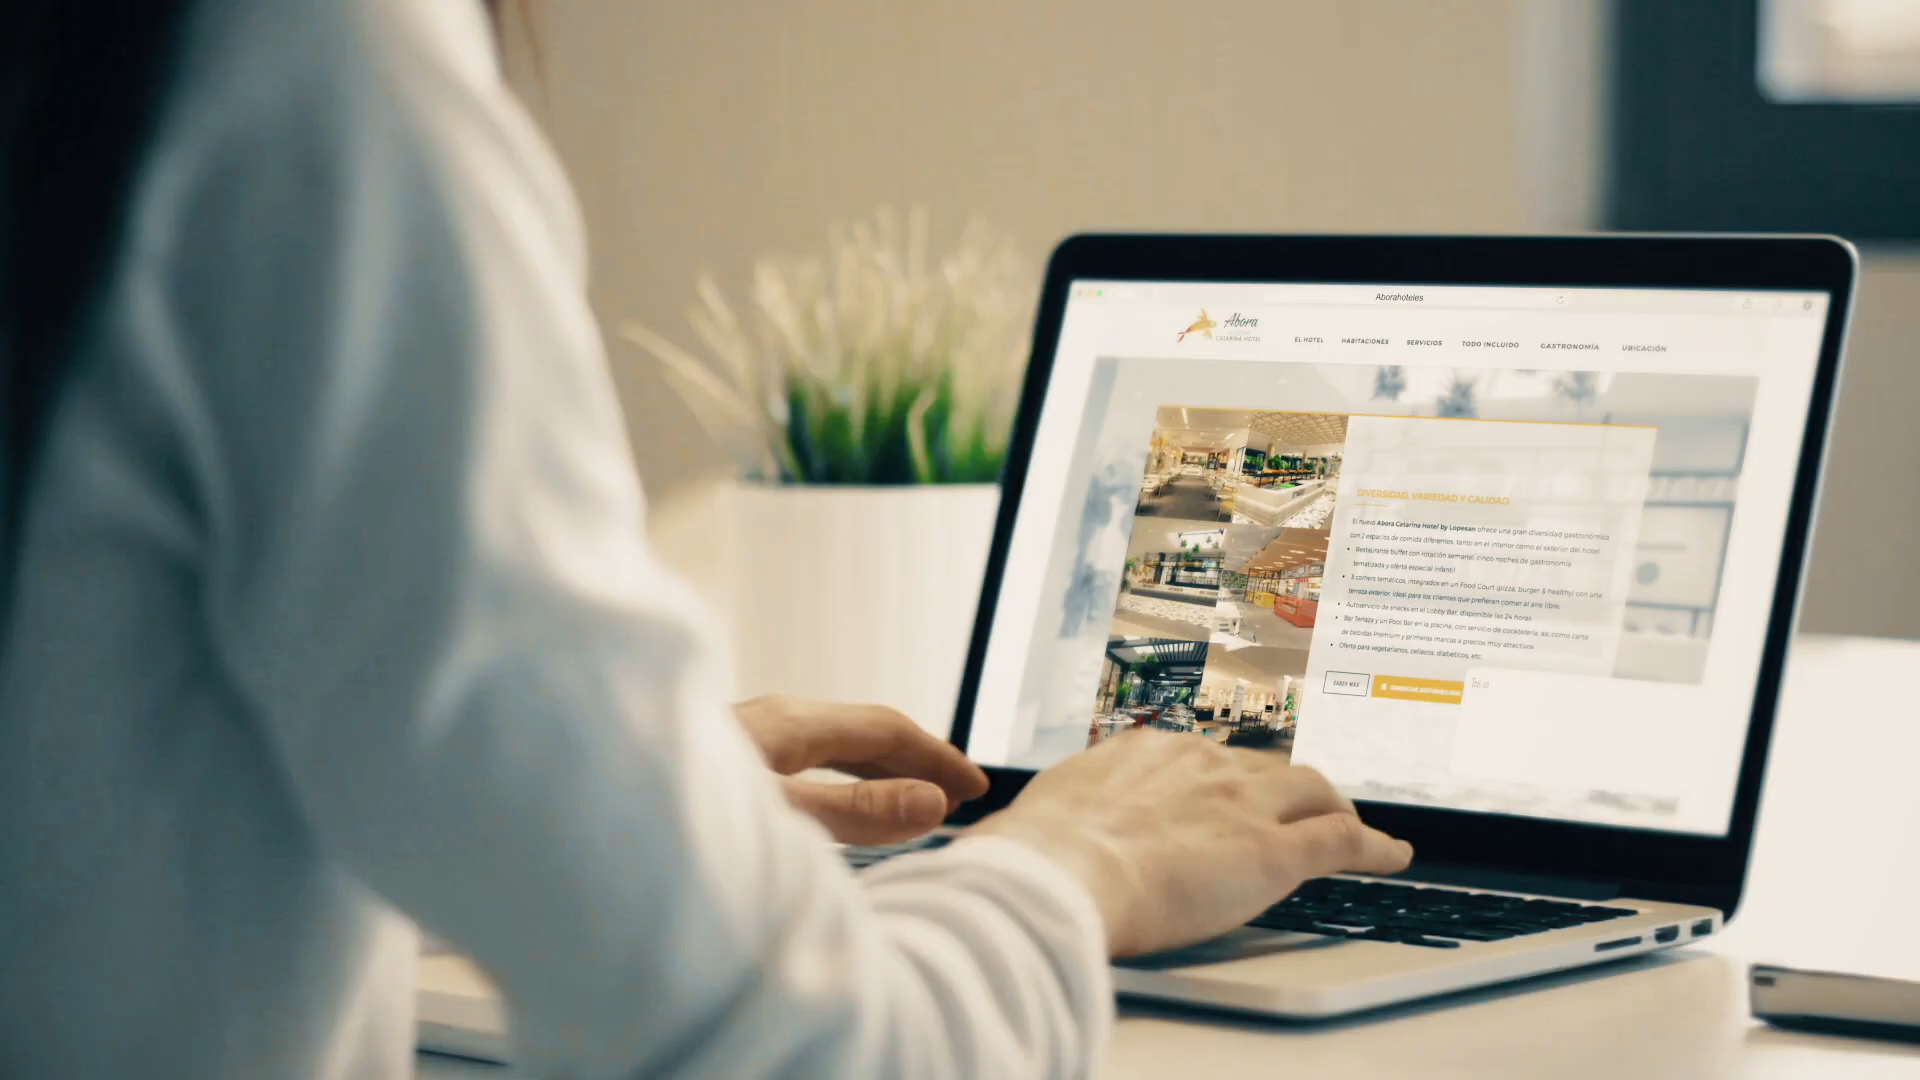 Aborahoteles
Abora
CATARINA HOTEL
EL HOTEL HABITACIONES SERVICIOS TODO INCLUIDO GASTRONOMÍA UBICACIÓN
DIVERSIDAD, VARIEDAD Y CALIDAD
El nuevo Abora Catarina Hotel by Lopesan ofrece una gran diversidad gastronómica
con 2 espacios de comida diferentes, tanto en el interior como el exterior del hotel.
• Restaurante buffet con rotación semanal, cinco noches de gastronomía
tematizada y oferta especial infantil
• 3 corners temáticos, integrados en un Food Court (pizza, burger & healthy) con una
terraza exterior, ideal para los clientes que prefieran comer al aire libre.
• Autoservicio de snacks en el Lobby Bar, disponible las 24 horas
• Bar Terraza y un Pool Bar en la piscina, con servicio de cocktelería, así como carta
de bebidas Premium y primeras marcas a precios muy atractivos
• Oferta para vegetarianos, celíacos, diabéticos, etc.
SABER MÁS